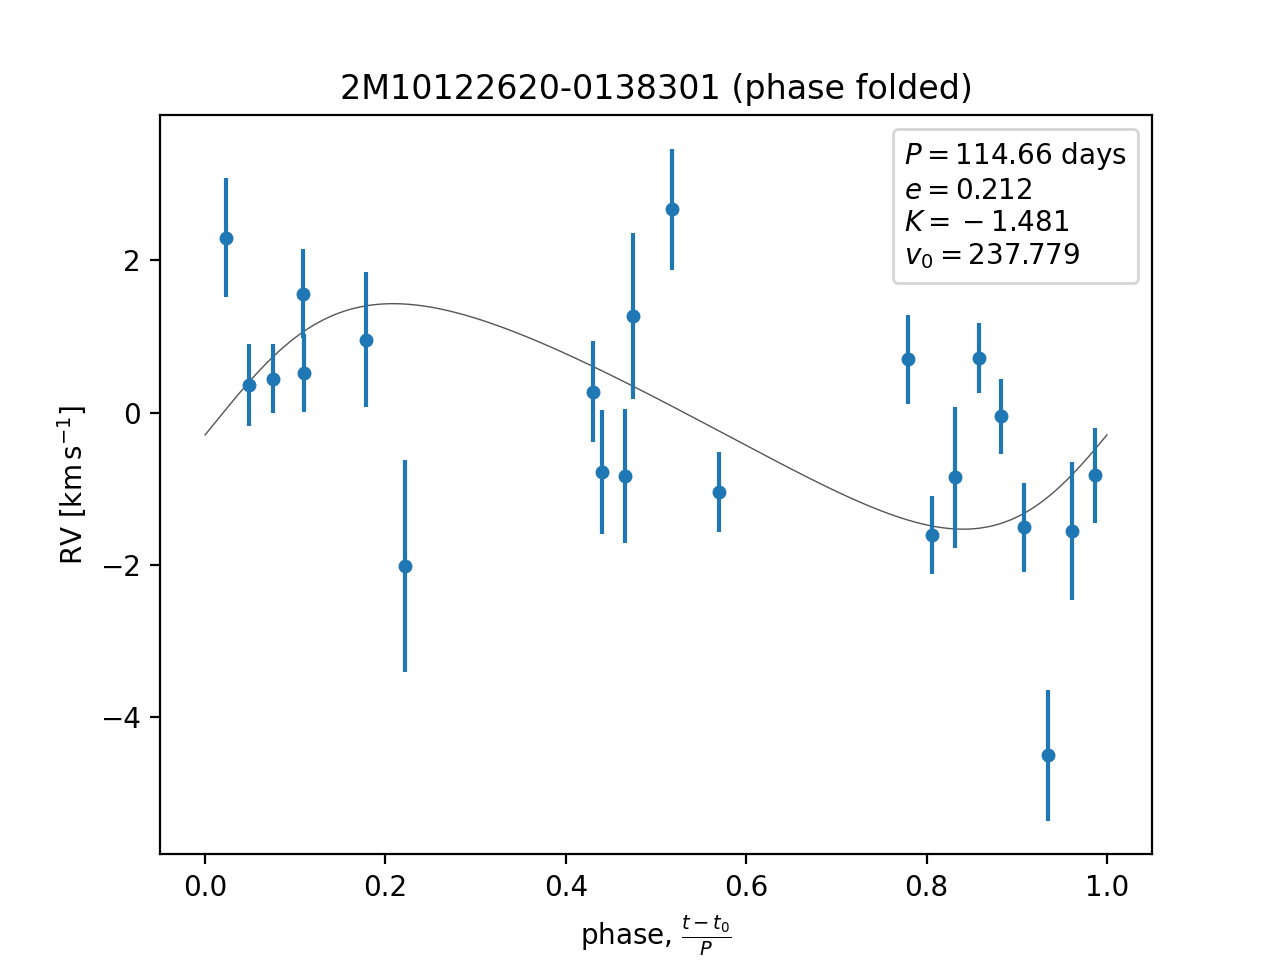 2M10122620-0138301 (phase folded)
P = 114.66 days
e = 0.212
K = −1.481
v₀ = 237.779
RV [km s⁻¹]
2
0
−2
−4
0.0 0.2 0.4 0.6 0.8 1.0
phase, (t − t₀)/P